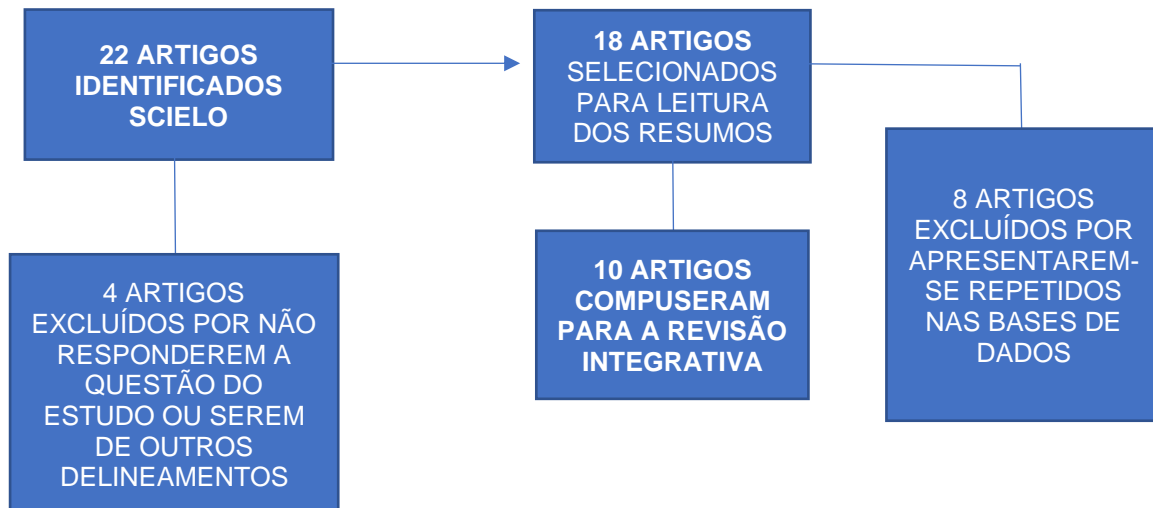 22 ARTIGOS
IDENTIFICADOS
SCIELO
18 ARTIGOS
SELECIONADOS
PARA LEITURA
DOS RESUMOS
8 ARTIGOS
EXCLUÍDOS POR
APRESENTAREM-
SE REPETIDOS
NAS BASES DE
DADOS
4 ARTIGOS
EXCLUÍDOS POR NÃO
RESPONDEREM A
QUESTÃO DO
ESTUDO OU SEREM
DE OUTROS
DELINEAMENTOS
10 ARTIGOS
COMPUSERAM
PARA A REVISÃO
INTEGRATIVA